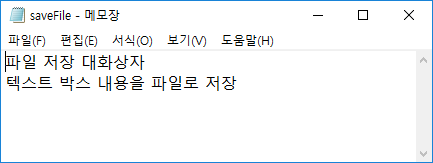 saveFile - 메모장
파일(F) 편집(E) 서식(O) 보기(V) 도움말(H)
파일 저장 대화상자
텍스트 박스 내용을 파일로 저장